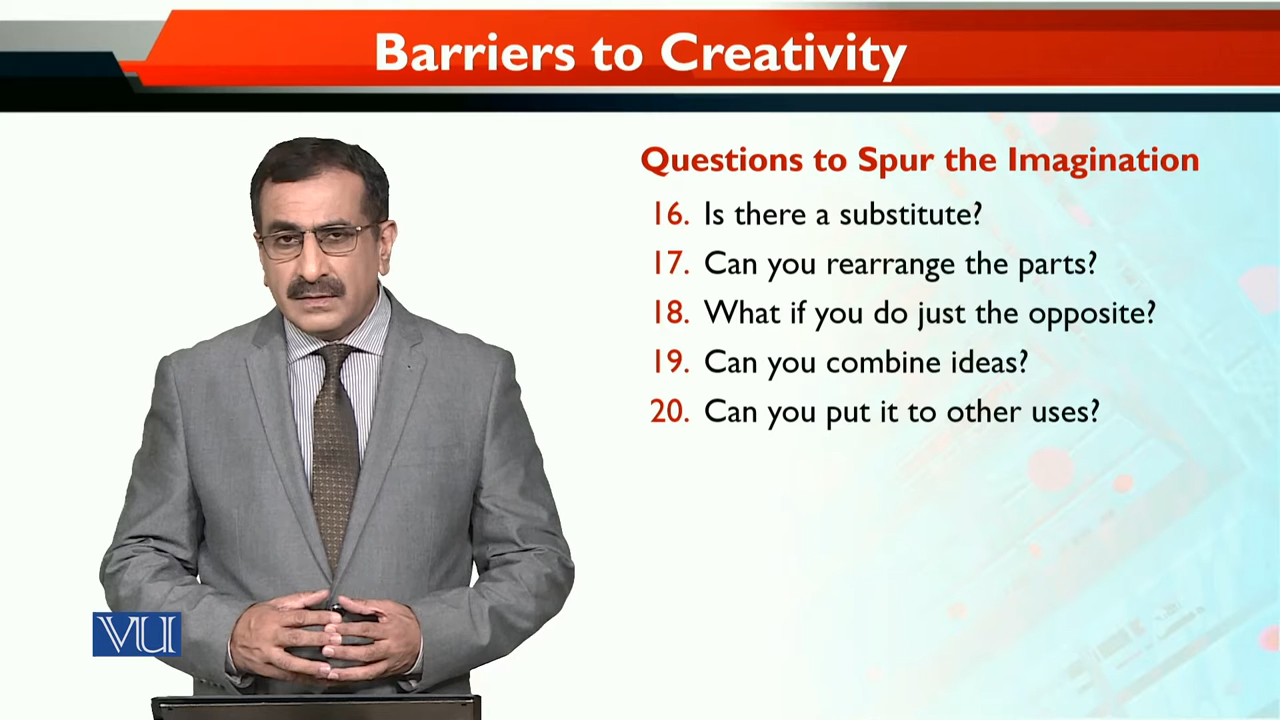 Barriers to Creativity
Questions to Spur the Imagination
16. Is there a substitute?
17. Can you rearrange the parts?
18. What if you do just the opposite?
19. Can you combine ideas?
20. Can you put it to other uses?
VU